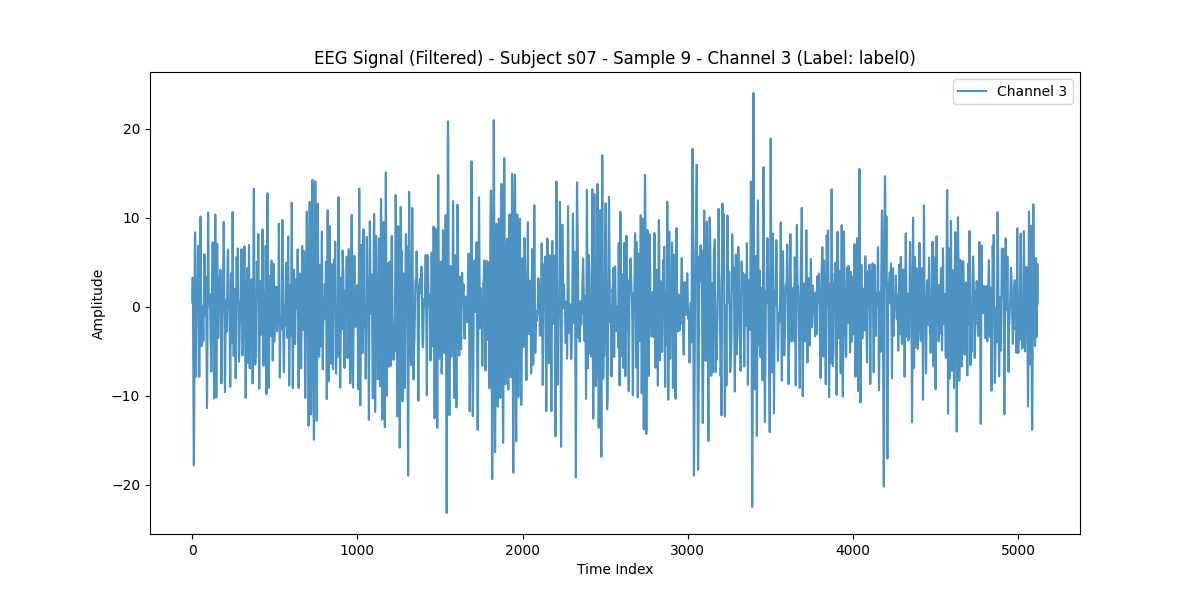 EEG Signal (Filtered) - Subject s07 - Sample 9 - Channel 3 (Label: label0)
Channel 3
20
10
0
−10
−20
Amplitude
0 1000 2000 3000 4000 5000
Time Index